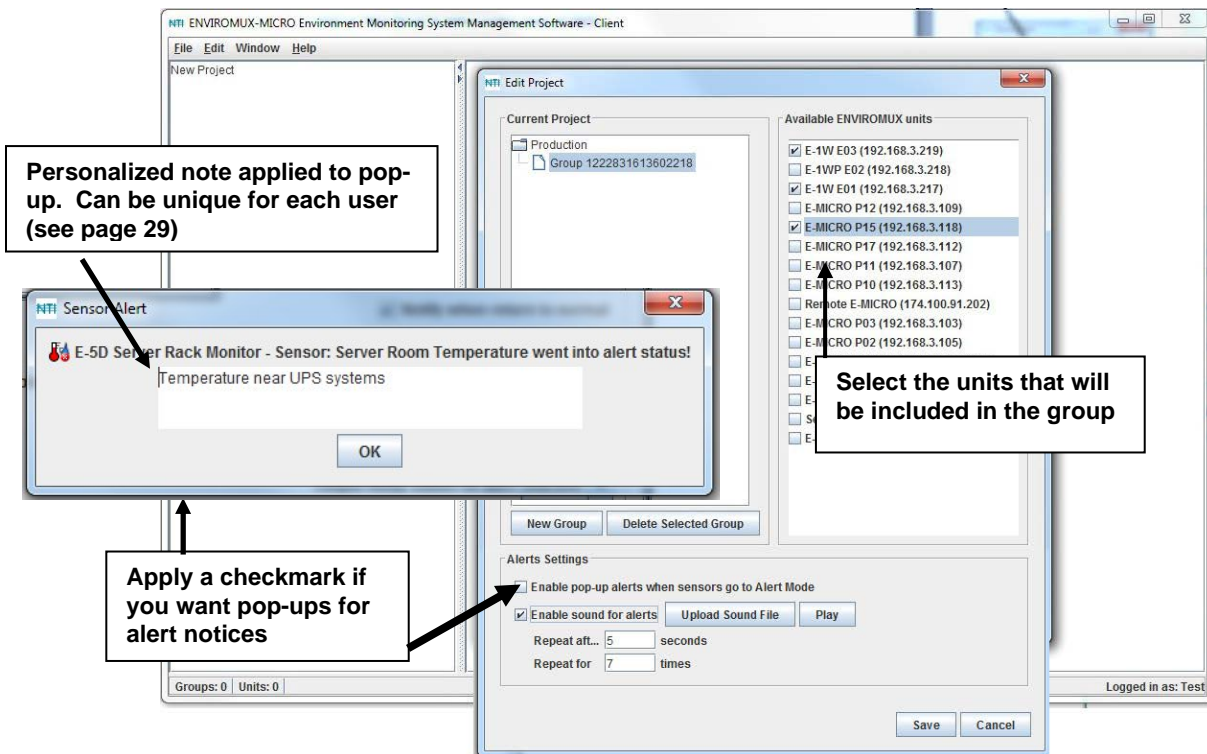 NTI ENVIROMUX-MICRO Environment Monitoring System Management Software - Client
File Edit Window Help
New Project
NTI Edit Project
Current Project
Production
Group 1222831613602218
Available ENVIROMUX units
E-1W E03 (192.168.3.219)
E-1WP E02 (192.168.3.218)
E-1W E01 (192.168.3.217)
E-MICRO P12 (192.168.3.109)
E-MICRO P15 (192.168.3.118)
E-MICRO P17 (192.168.3.112)
E-MICRO P11 (192.168.3.107)
E-MICRO P10 (192.168.3.113)
Remote E-MICRO (174.100.91.202)
E-MICRO P03 (192.168.3.103)
E-MICRO P02 (192.168.3.105)
E-
E-
E-
E-
Personalized note applied to pop-
up. Can be unique for each user
(see page 29)
NTI Sensor Alert
E-5D Server Rack Monitor - Sensor: Server Room Temperature went into alert status!
Temperature near UPS systems
OK
Select the units that will
be included in the group
New Group Delete Selected Group
Apply a checkmark if
you want pop-ups for
alert notices
Alerts Settings
Enable pop-up alerts when sensors go to Alert Mode
Enable sound for alerts Upload Sound File Play
Repeat aft... 5 seconds
Repeat for 7 times
Groups: 0 Units: 0
Logged in as: Test
Save Cancel